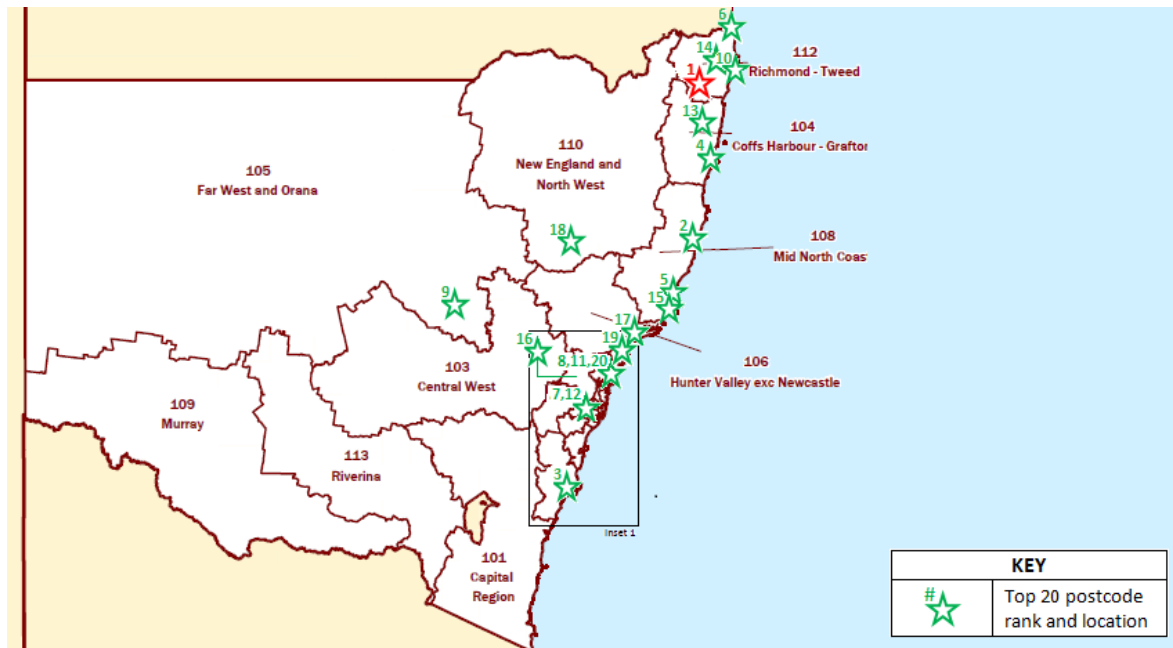 6
14
10
112
Richmond - Tweed
1
13
104
Coffs Harbour - Grafton
4
110
New England and
North West
105
Far West and Orana
18
2
108
Mid North Coas
5
9
15
17
16
19
8,11,20
103
Central West
106
Hunter Valley exc Newcastle
7,12
109
Murray
113
Riverina
3
Inset 1
101
Capital
Region
KEY
#
Top 20 postcode
rank and location